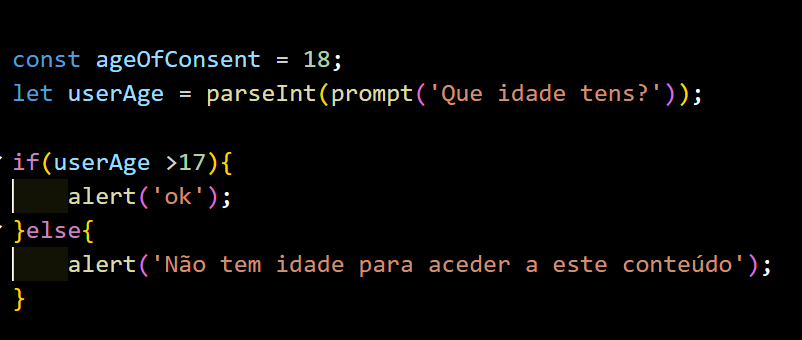 const ageOfConsent = 18;
let userAge = parseInt(prompt('Que idade tens?'));
if(userAge >17){
alert('ok');
}else{
alert('Não tem idade para aceder a este conteúdo');
}